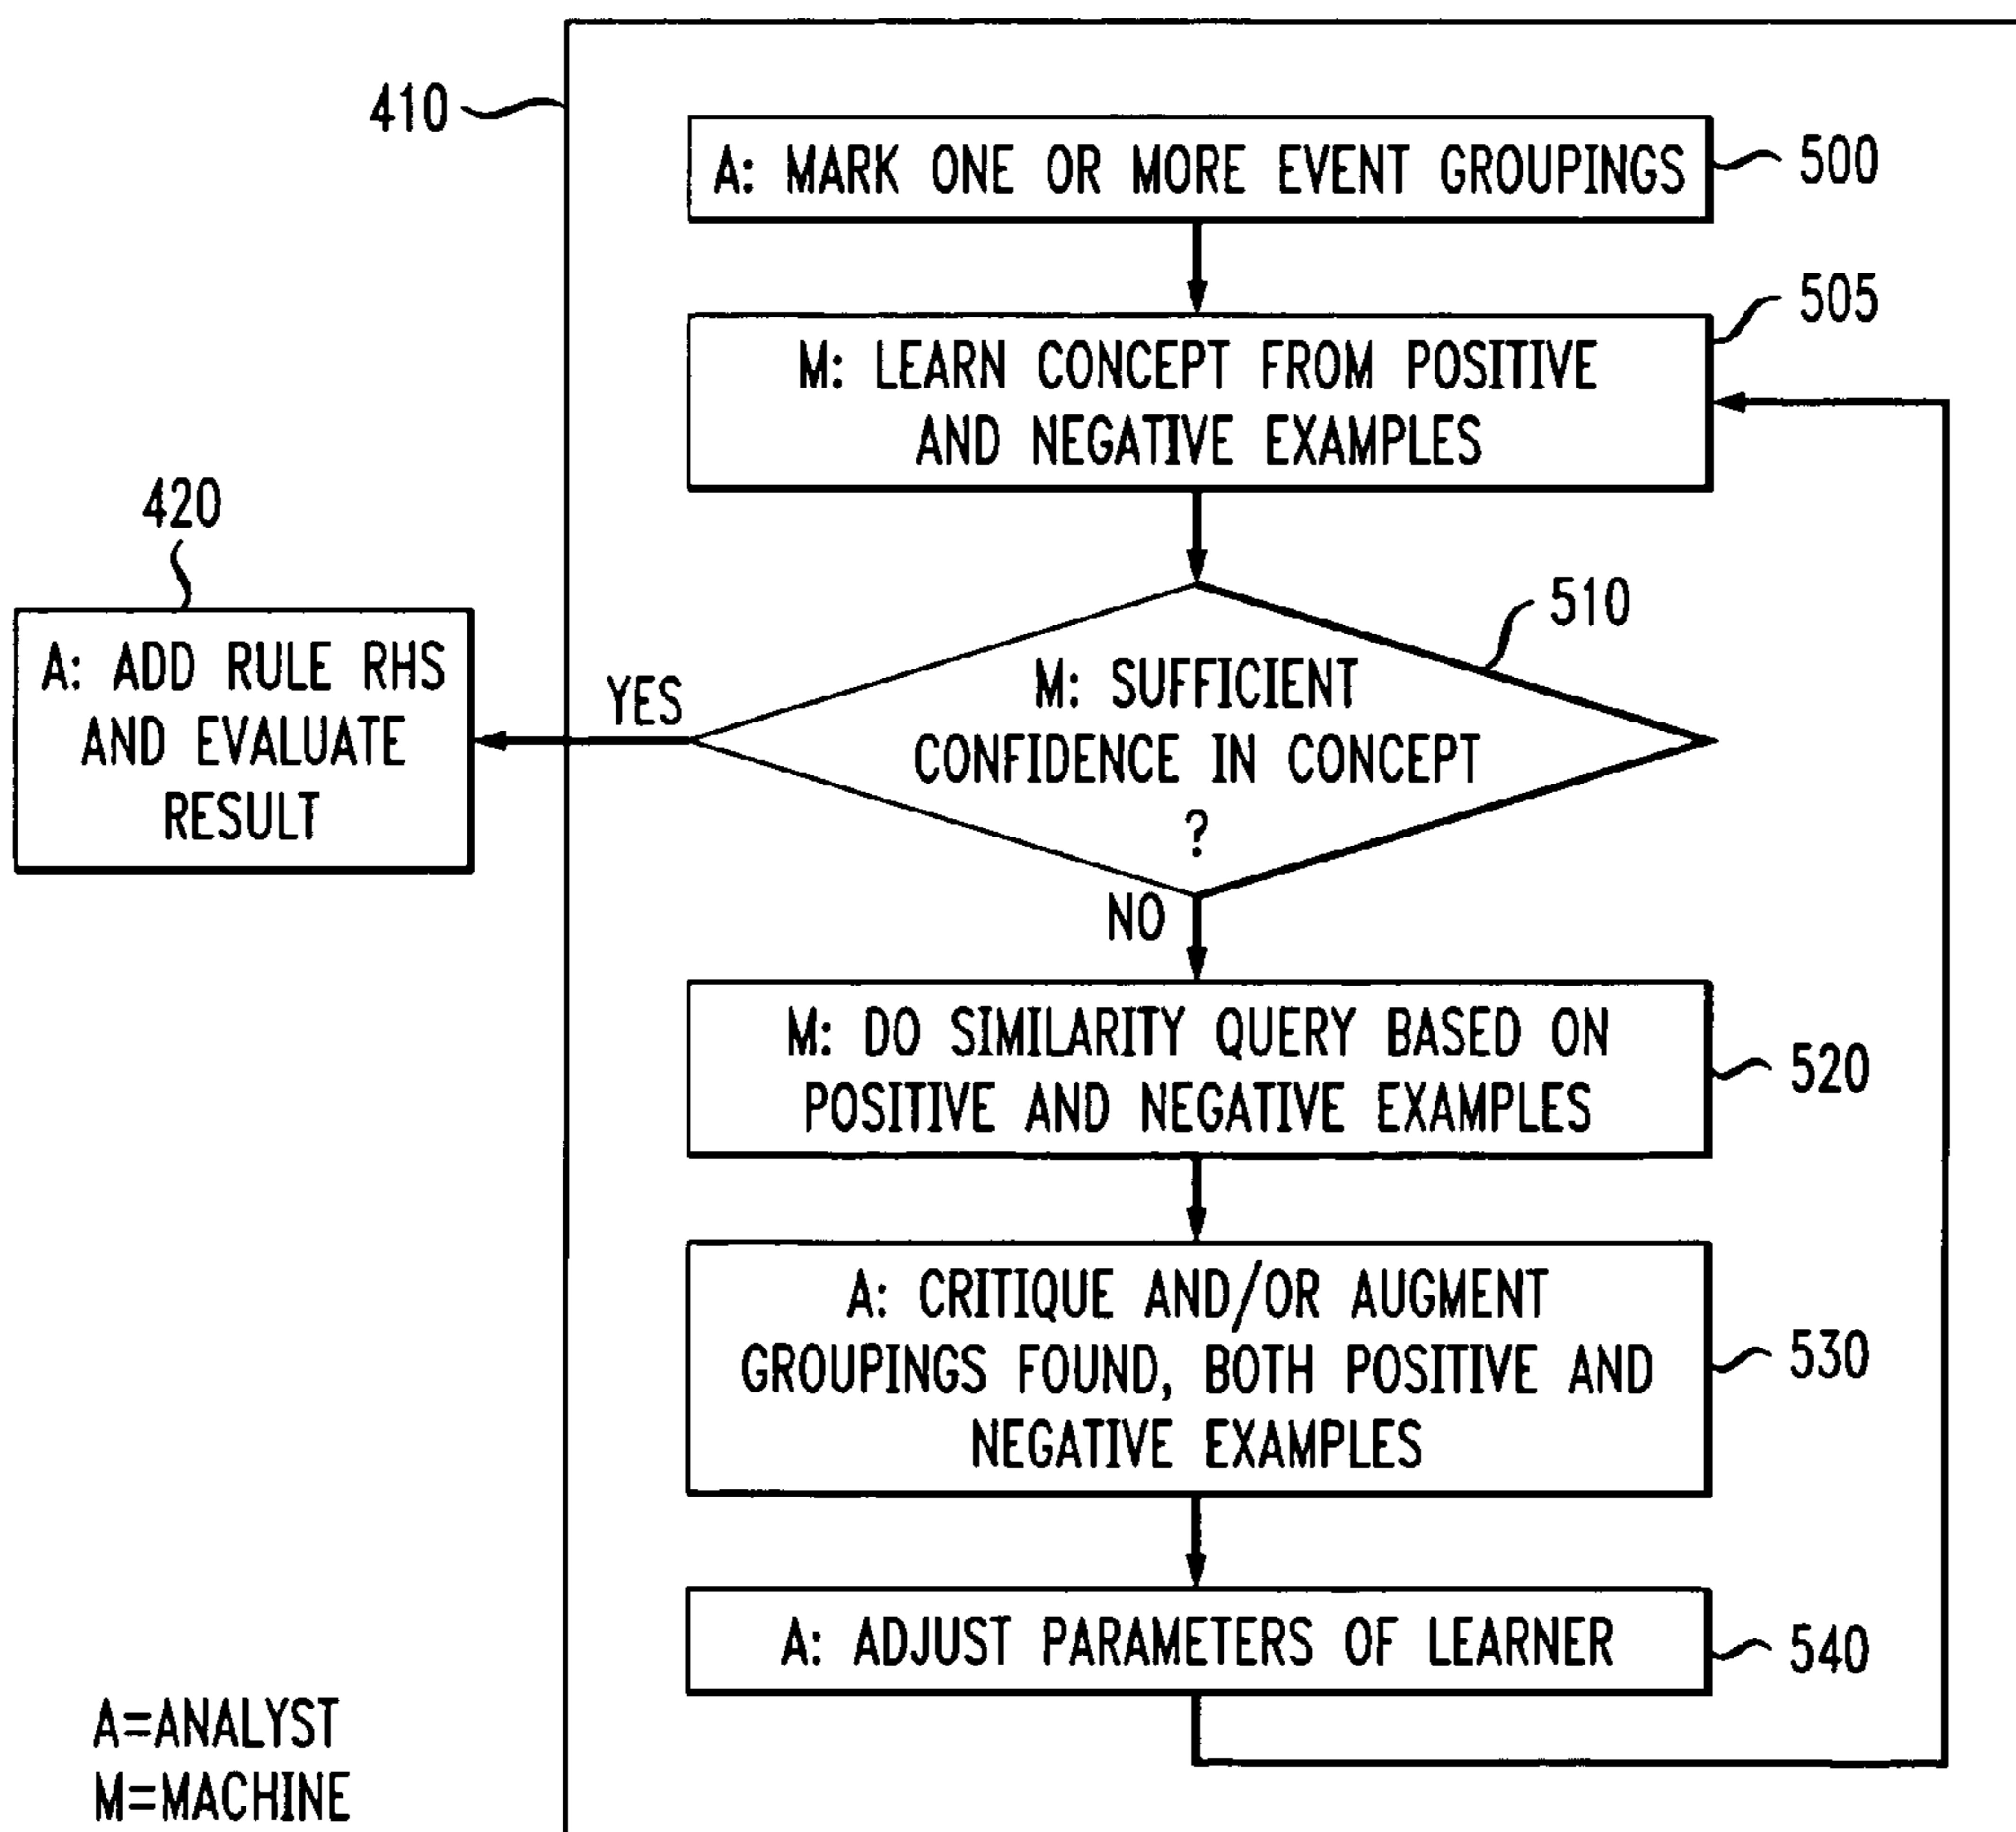 410
A: MARK ONE OR MORE EVENT GROUPINGS
500
505
M: LEARN CONCEPT FROM POSITIVE
AND NEGATIVE EXAMPLES
420
A: ADD RULE RHS
AND EVALUATE
RESULT
YES
510
M: SUFFICIENT
CONFIDENCE IN CONCEPT
?
NO
M: DO SIMILARITY QUERY BASED ON
POSITIVE AND NEGATIVE EXAMPLES
520
A: CRITIQUE AND/OR AUGMENT
GROUPINGS FOUND, BOTH POSITIVE AND
NEGATIVE EXAMPLES
530
A: ADJUST PARAMETERS OF LEARNER
540
A=ANALYST
M=MACHINE